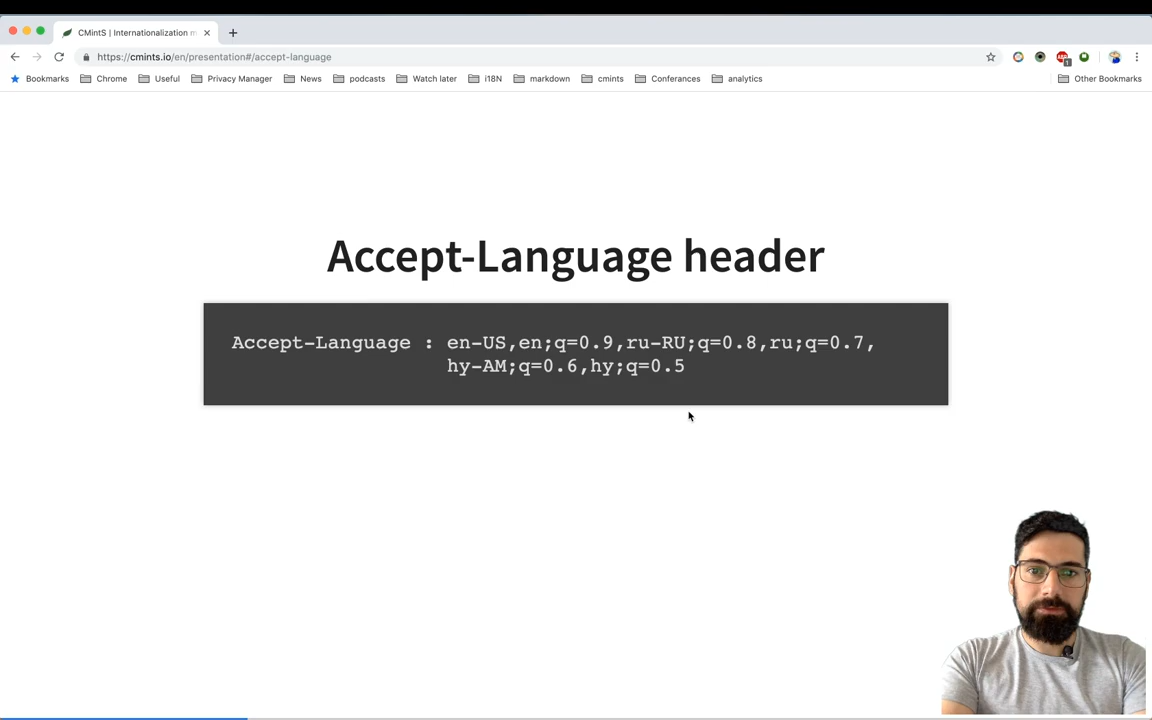 CMintS | Internationalization m
https://cmints.io/en/presentation#/accept-language
Bookmarks Chrome Useful Privacy Manager News podcasts Watch later i18N markdown cmints Conferances analytics Other Bookmarks
1
Accept-Language header
Accept-Language : en-US,en;q=0.9,ru-RU;q=0.8,ru;q=0.7,
hy-AM;q=0.6,hy;q=0.5